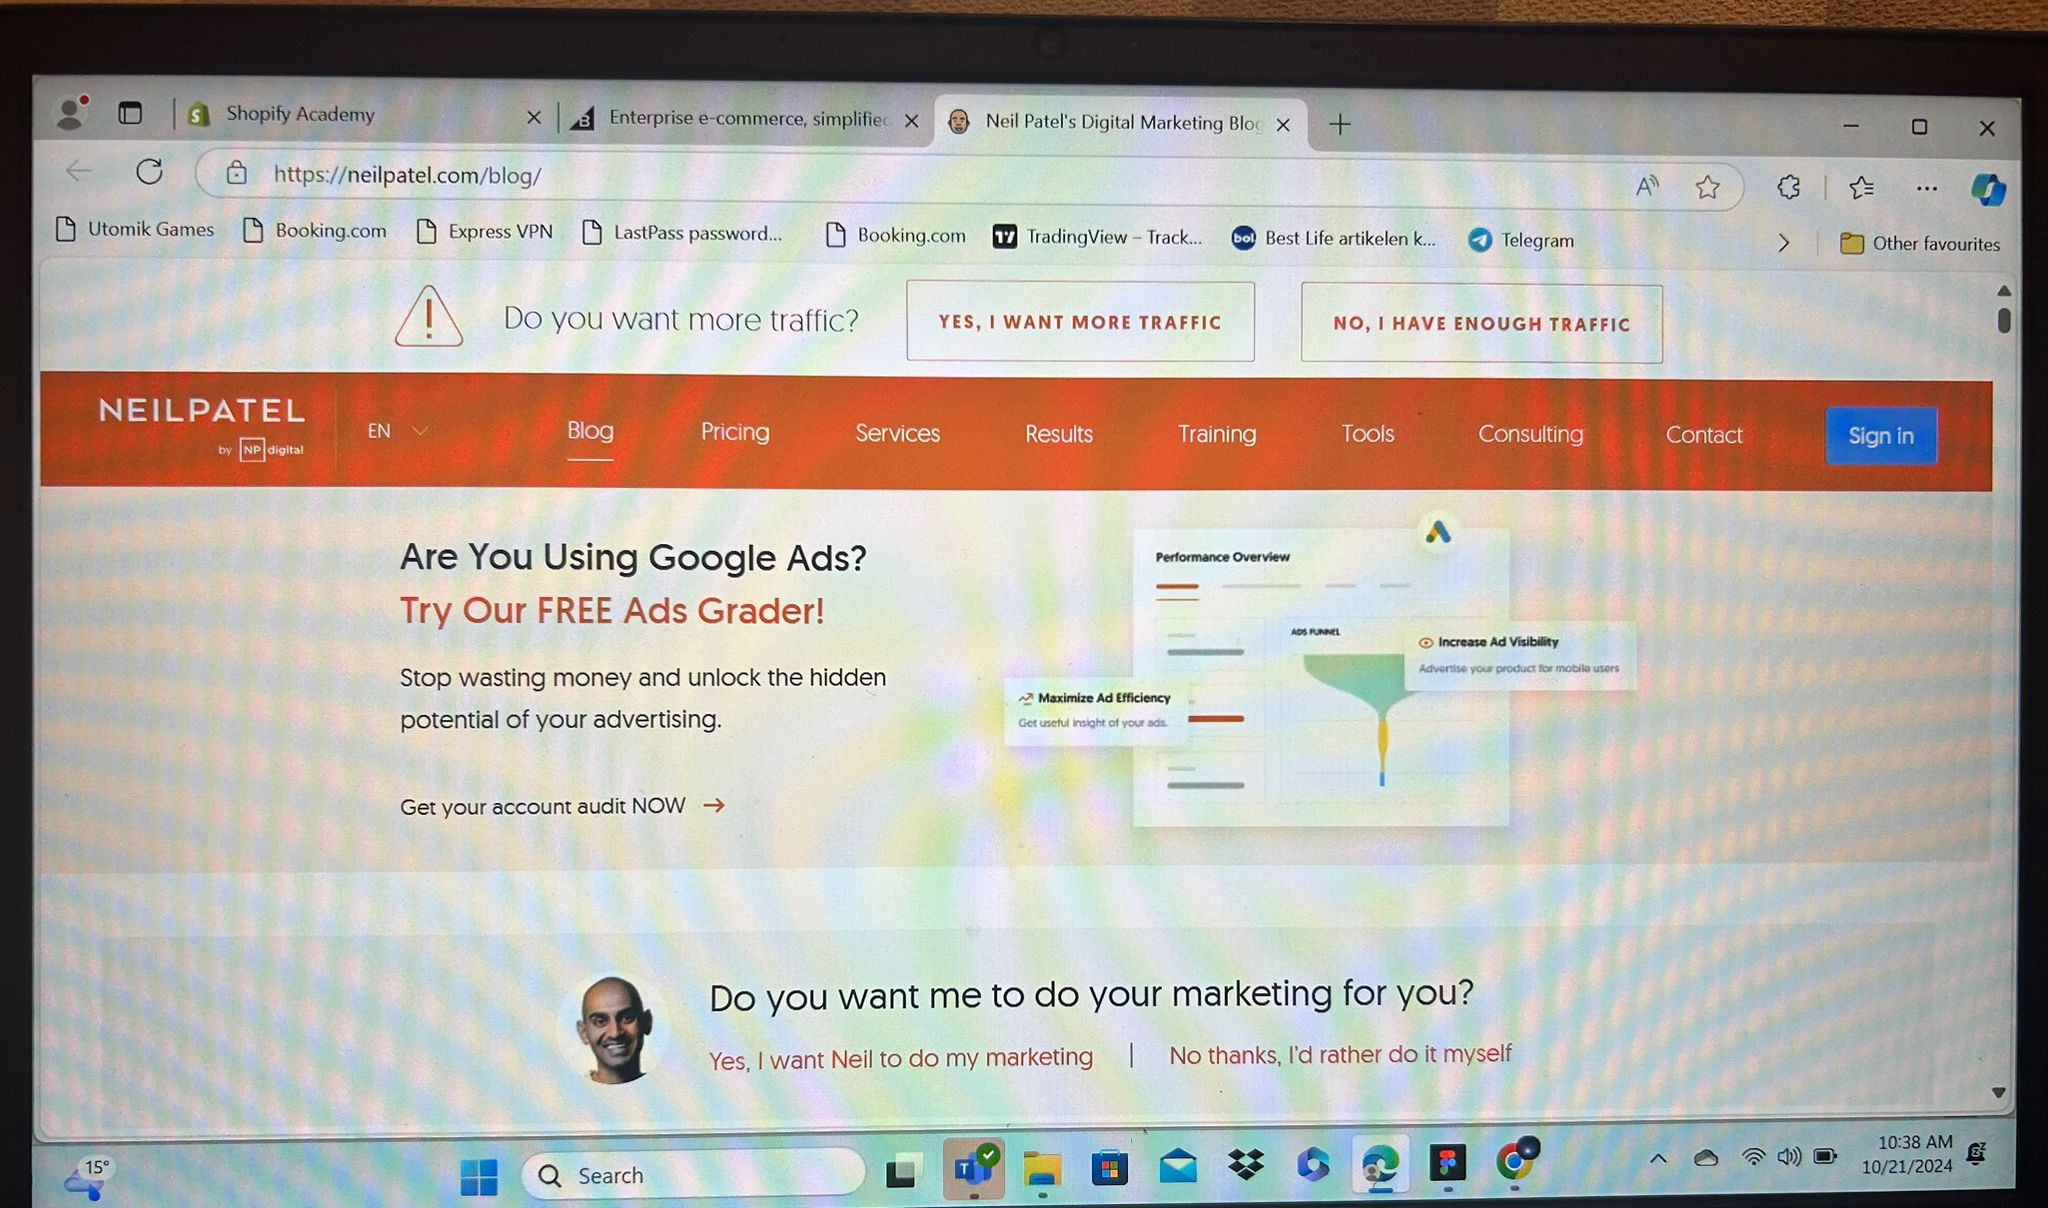 Shopify Academy
Enterprise e-commerce, simplified
Neil Patel's Digital Marketing Blog
https://neilpatel.com/blog/
Utomik Games
Booking.com
Express VPN
LastPass password...
Booking.com
TradingView – Track...
bol
Best Life artikelen k...
Telegram
Other favourites
Do you want more traffic?
YES, I WANT MORE TRAFFIC
NO, I HAVE ENOUGH TRAFFIC
NEILPATEL
by NP digital
EN
Blog
Pricing
Services
Results
Training
Tools
Consulting
Contact
Sign in
Are You Using Google Ads?
Try Our FREE Ads Grader!
Stop wasting money and unlock the hidden
potential of your advertising.
Get your account audit NOW →
Performance Overview
ADS FUNNEL
Increase Ad Visibility
Advertise your product for mobile users
Maximize Ad Efficiency
Get useful insight of your ads.
Do you want me to do your marketing for you?
Yes, I want Neil to do my marketing | No thanks, I'd rather do it myself
15°
Search
10:38 AM
10/21/2024